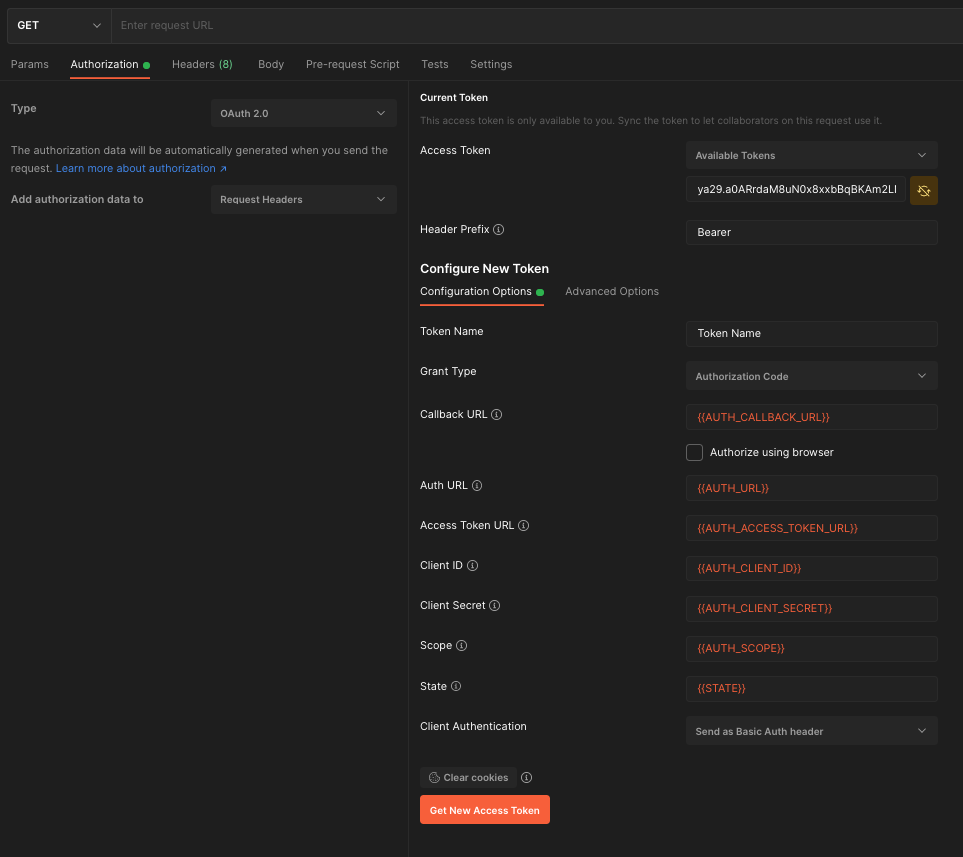 GET
Enter request URL
Params Authorization Headers (8) Body Pre-request Script Tests Settings
Type
OAuth 2.0
The authorization data will be automatically generated when you send the
request. Learn more about authorization ↗
Add authorization data to
Request Headers
Current Token
This access token is only available to you. Sync the token to let collaborators on this request use it.
Access Token
Available Tokens
ya29.a0ARrdaM8uN0x8xxbBqBKAm2LI
Header Prefix
Bearer
Configure New Token
Configuration Options Advanced Options
Token Name
Token Name
Grant Type
Authorization Code
Callback URL
{{AUTH_CALLBACK_URL}}
Authorize using browser
Auth URL
{{AUTH_URL}}
Access Token URL
{{AUTH_ACCESS_TOKEN_URL}}
Client ID
{{AUTH_CLIENT_ID}}
Client Secret
{{AUTH_CLIENT_SECRET}}
Scope
{{AUTH_SCOPE}}
State
{{STATE}}
Client Authentication
Send as Basic Auth header
Clear cookies
Get New Access Token